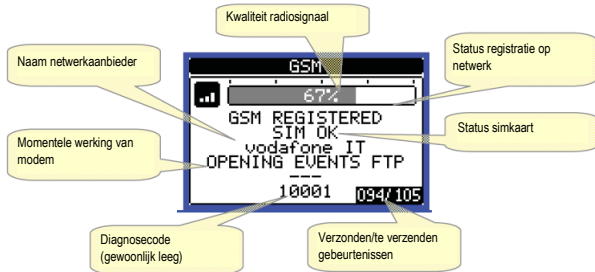 Kwaliteit radiosignaal
Naam netwerkaanbieder
Status registratie op
netwerk
GSM
67%
GSM REGISTERED
SIM OK
vodafone IT
OPENING EVENTS FTP
---
10001
094/105
Status simkaart
Momentele werking van
modem
Diagnosecode
(gewoonlijk leeg)
Verzonden/te verzenden
gebeurtenissen